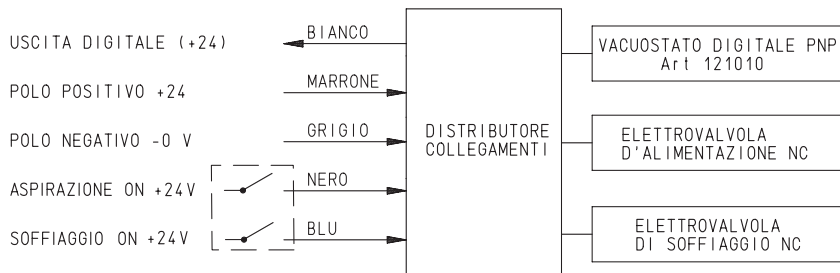 USCITA DIGITALE (+24)
BIANCO
POLO POSITIVO +24
MARRONE
POLO NEGATIVO -0 V
GRIGIO
ASPIRAZIONE ON +24V
NERO
SOFFIAGGIO ON +24V
BLU
DISTRIBUTORE
COLLEGAMENTI
VACUOSTATO DIGITALE PNP
Art 121010
ELETTROVALVOLA
D'ALIMENTAZIONE NC
ELETTROVALVOLA
DI SOFFIAGGIO NC